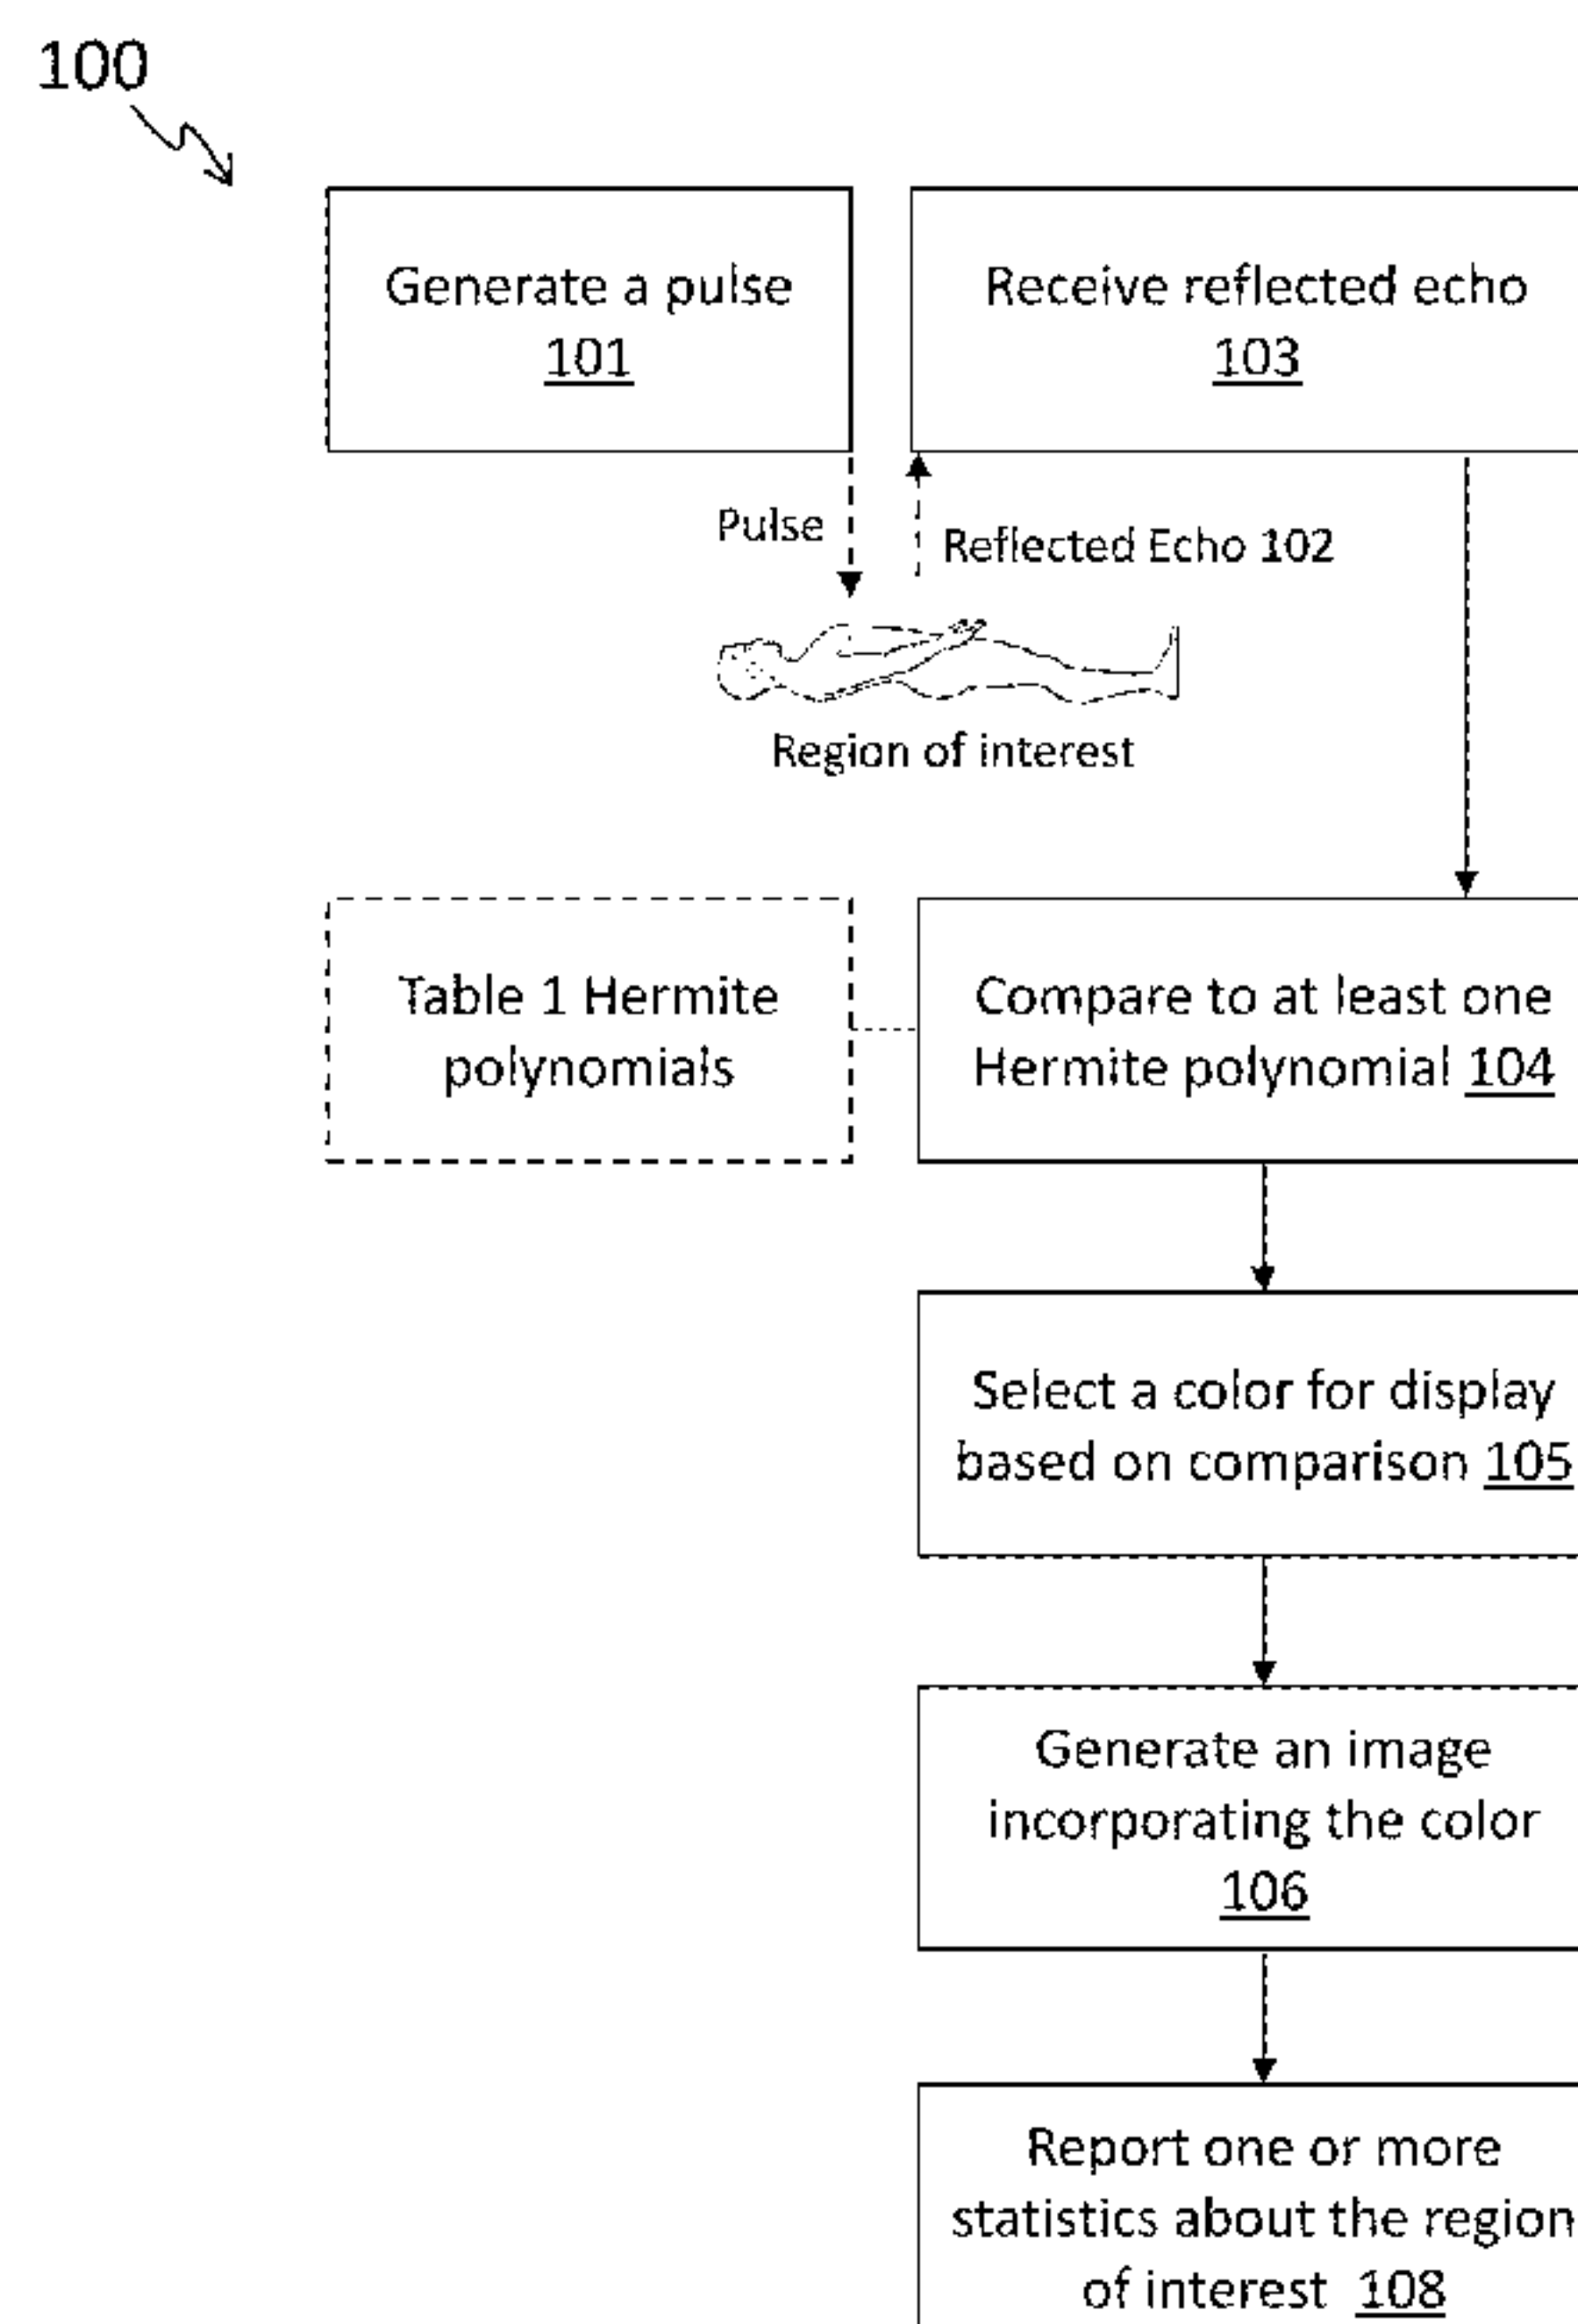 100
Generate a pulse
101
Receive reflected echo
103
Pulse
Reflected Echo 102
Region of interest
Table 1 Hermite
polynomials
Compare to at least one
Hermite polynomial 104
Select a color for display
based on comparison 105
Generate an image
incorporating the color
106
Report one or more
statistics about the region
of interest 108